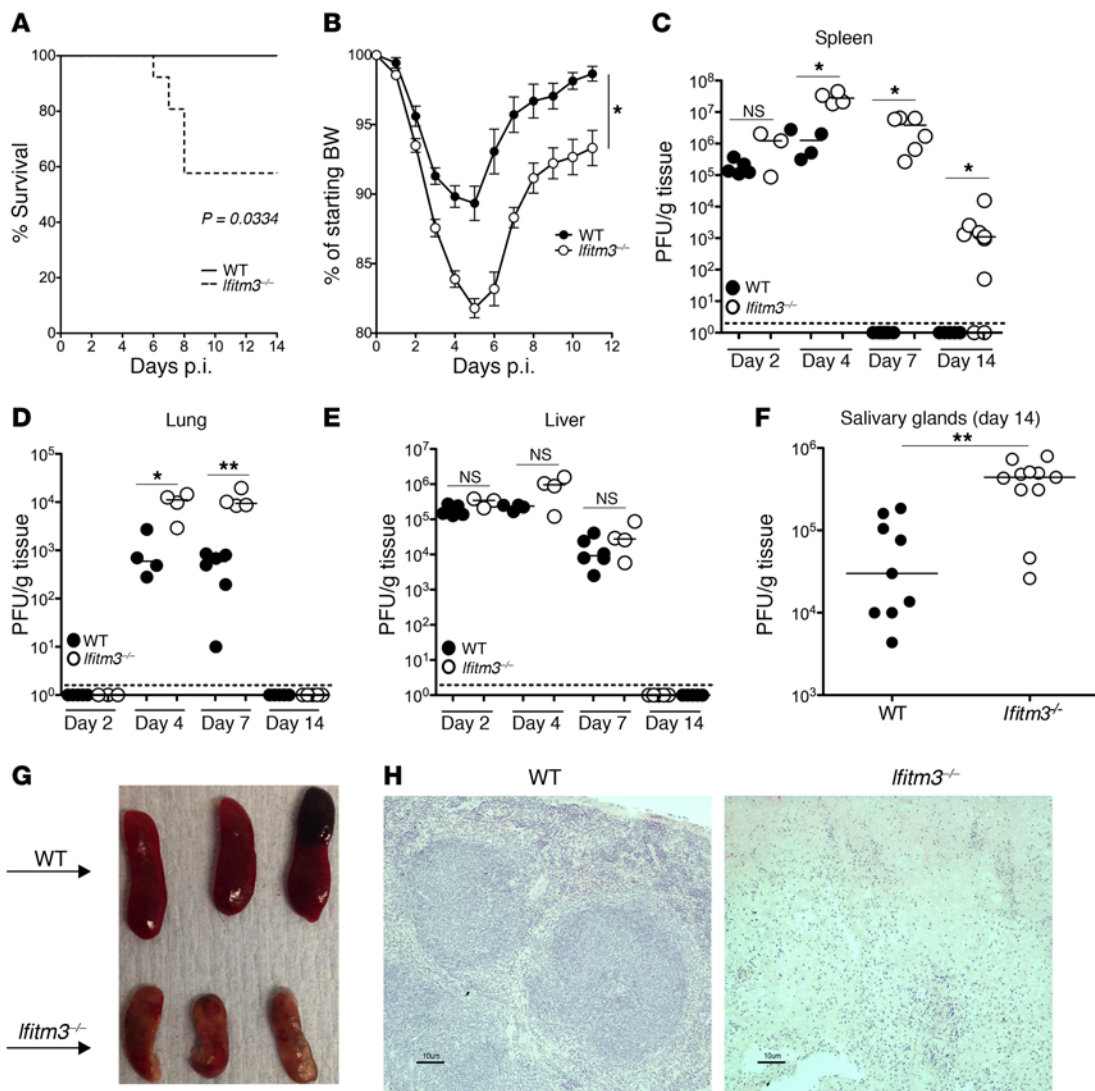 A
% Survival
100
80
60
40
20
0
0 2 4 6 8 10 12 14
Days p.i.
P = 0.0334
WT
Ifitm3–/–
B
% of starting BW
100
95
90
85
80
0 2 4 6 8 10 12
Days p.i.
*
WT
Ifitm3–/–
C
Spleen
PFU/g tissue
10⁸
10⁷
10⁶
10⁵
10⁴
10³
10²
10¹
10⁰
NS * * *
WT
Ifitm3–/–
Day 2 Day 4 Day 7 Day 14
D
Lung
PFU/g tissue
10⁵
10⁴
10³
10²
10¹
10⁰
* **
WT
Ifitm3–/–
Day 2 Day 4 Day 7 Day 14
E
Liver
PFU/g tissue
10⁷
10⁶
10⁵
10⁴
10³
10²
10¹
10⁰
NS NS NS
WT
Ifitm3–/–
Day 2 Day 4 Day 7 Day 14
F
Salivary glands (day 14)
**
PFU/g tissue
10⁶
10⁵
10⁴
10³
WT Ifitm3-/-
G
WT
Ifitm3–/–
H
WT Ifitm3–/–
10um 10um